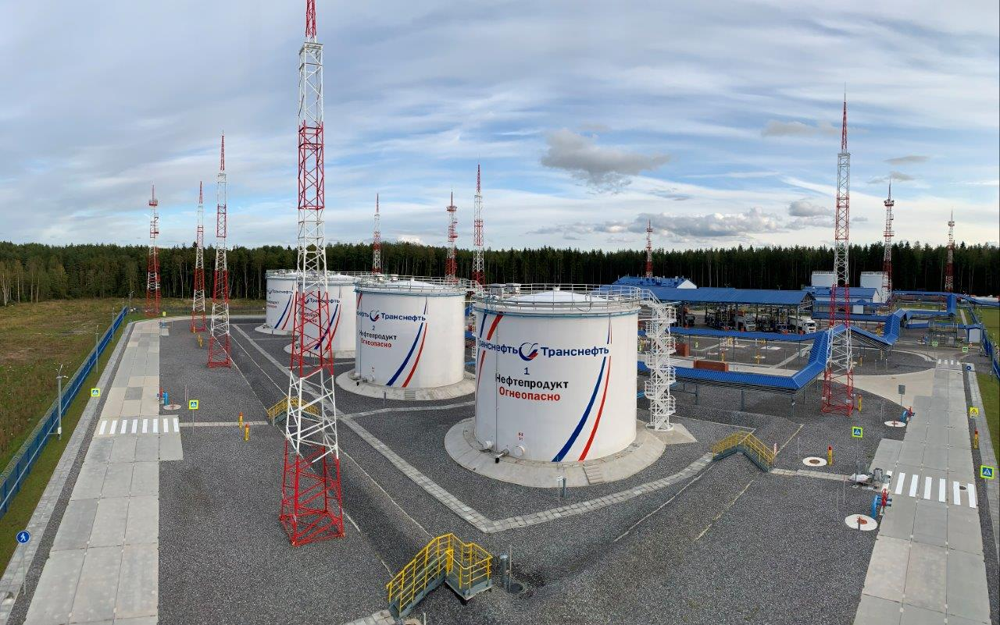 Транснефть
Транснефть
2
Нефтепродукт
Огнеопасно
Транснефть
Транснефть
1
Нефтепродукт
Огнеопасно